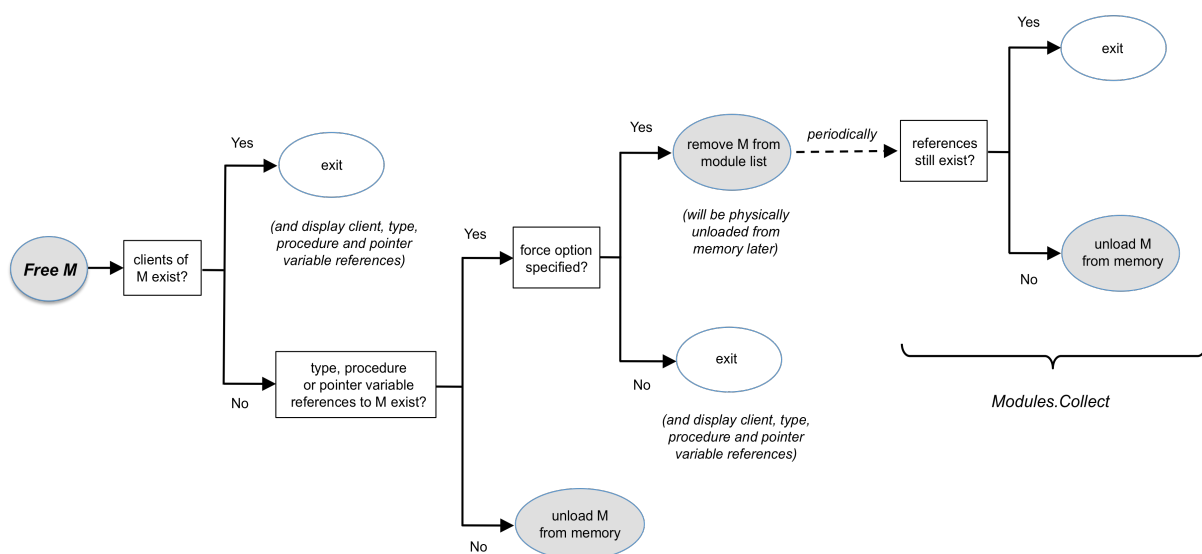 Free M
clients of
M exist?
Yes
exit
(and display client, type,
procedure and pointer
variable references)
No
type, procedure
or pointer variable
references to M exist?
Yes
force option
specified?
Yes
remove M from
module list
(will be physically
unloaded from
memory later)
periodically
references
still exist?
Yes
exit
No
unload M
from memory
Modules.Collect
No
exit
(and display client, type,
procedure and pointer
variable references)
No
unload M
from memory